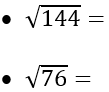 • √144 =
• √76 =